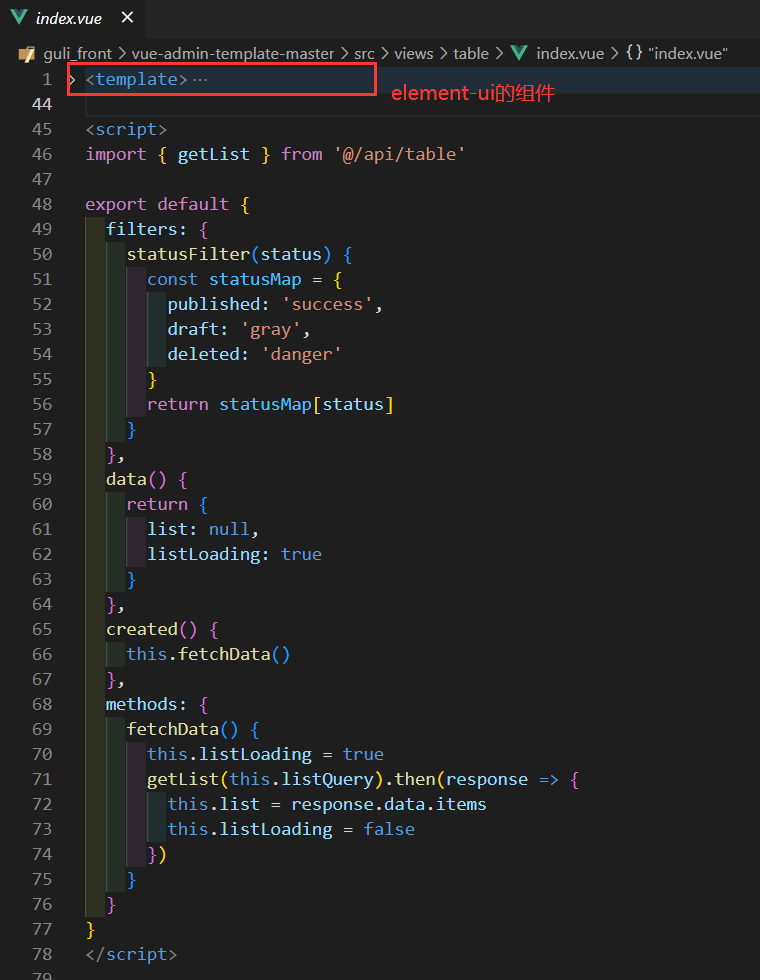 index.vue ×
guli_front > vue-admin-template-master > src > views > table > index.vue > {} "index.vue"
1 > <template> ···
element-ui的组件
44
45 <script>
46 import { getList } from '@/api/table'
47
48 export default {
49   filters: {
50     statusFilter(status) {
51       const statusMap = {
52         published: 'success',
53         draft: 'gray',
54         deleted: 'danger'
55       }
56       return statusMap[status]
57     }
58   },
59   data() {
60     return {
61       list: null,
62       listLoading: true
63     }
64   },
65   created() {
66     this.fetchData()
67   },
68   methods: {
69     fetchData() {
70       this.listLoading = true
71       getList(this.listQuery).then(response => {
72         this.list = response.data.items
73         this.listLoading = false
74       })
75     }
76   }
77 }
78 </script>
79